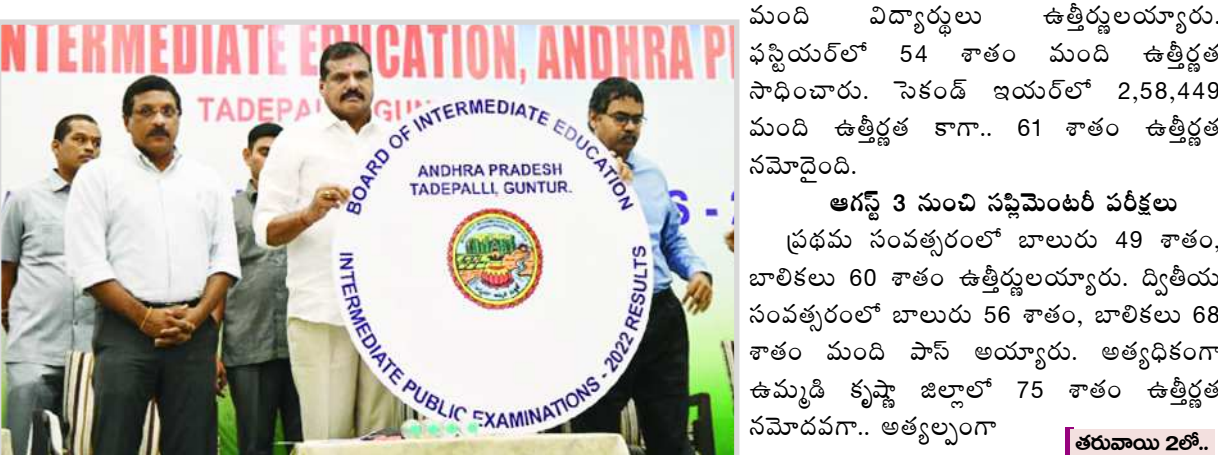 INTERMEDIATE EDUCATION, ANDHRA P
TADEPA GUN
BOARD OF INTERMEDIATE EDUCATION
ANDHRA PRADESH
TADEPALLI, GUNTUR.
INTERMEDIATE PUBLIC EXAMINATIONS - 2022 RESULTS
S - 2
మంది విద్యార్థులు ఉత్తీర్ణులయ్యారు.
ఫస్టియర్‌లో 54 శాతం మంది ఉత్తీర్ణత
సాధించారు. సెకండ్ ఇయర్‌లో 2,58,449
మంది ఉత్తీర్ణత కాగా.. 61 శాతం ఉత్తీర్ణత
నమోదైంది.
ఆగస్ట్ 3 నుంచి సప్లిమెంటరీ పరీక్షలు
ప్రథమ సంవత్సరంలో బాలురు 49 శాతం,
బాలికలు 60 శాతం ఉత్తీర్ణులయ్యారు. ద్వితీయ
సంవత్సరంలో బాలురు 56 శాతం, బాలికలు 68
శాతం మంది పాస్ అయ్యారు. అత్యధికంగా
ఉమ్మడి కృష్ణా జిల్లాలో 75 శాతం ఉత్తీర్ణత
నమోదవగా.. అత్యల్పంగా
తరువాయి 2లో..